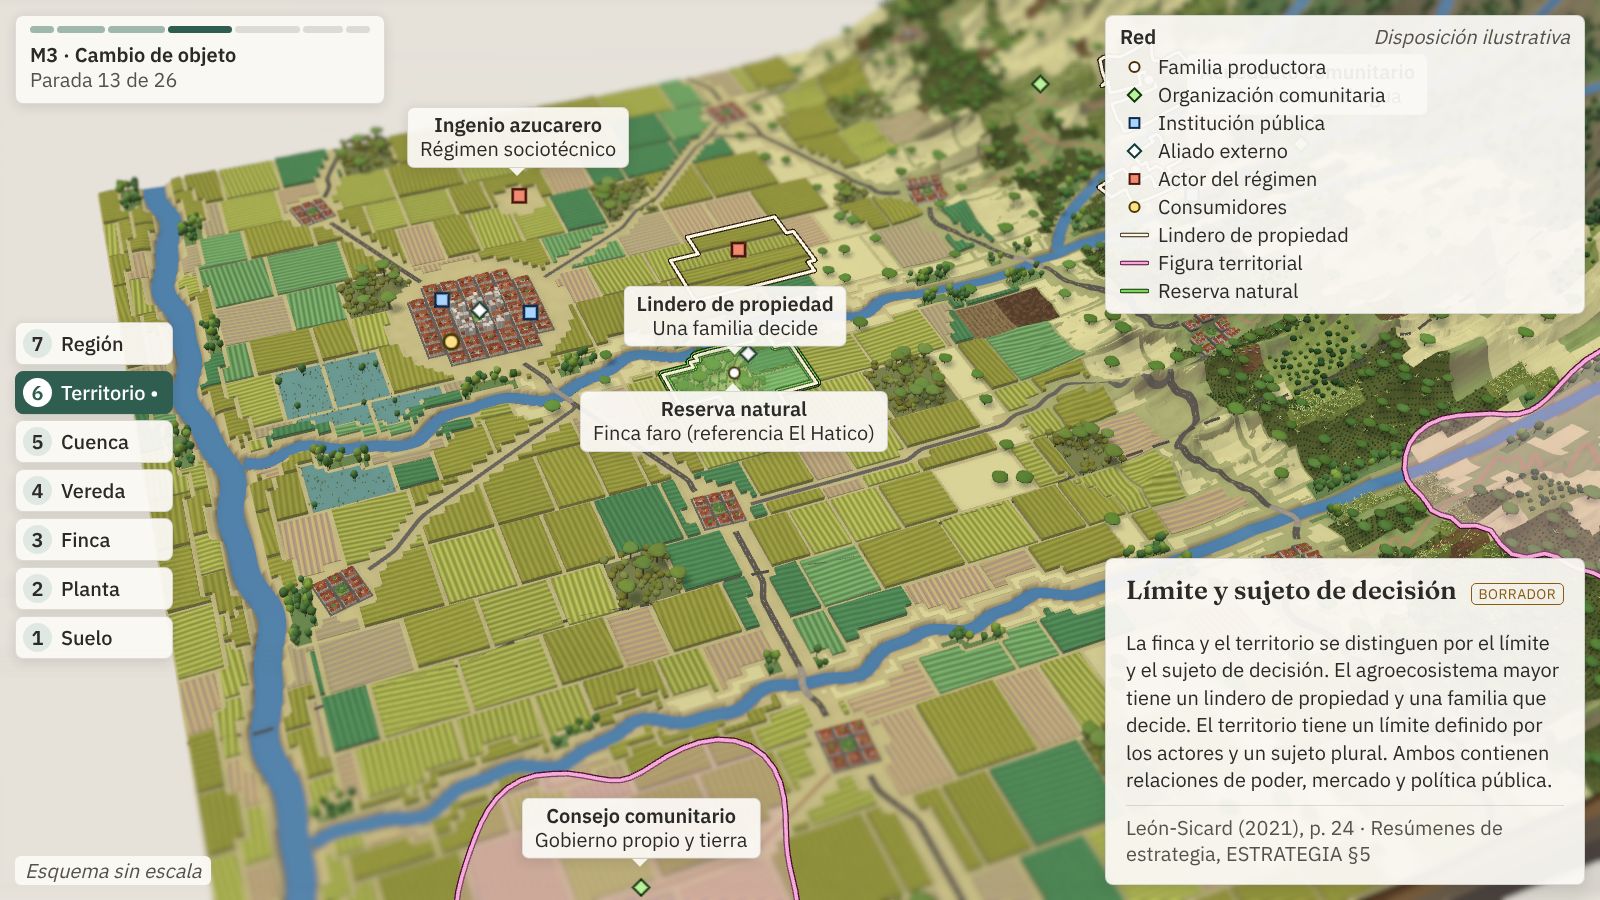 M3 · Cambio de objeto
Parada 13 de 26
Ingenio azucarero
Régimen sociotécnico
Lindero de propiedad
Una familia decide
Reserva natural
Finca faro (referencia El Hatico)
Consejo comunitario
Gobierno propio y tierra
7 Región
6 Territorio •
5 Cuenca
4 Vereda
3 Finca
2 Planta
1 Suelo
Esquema sin escala
Red
Disposición ilustrativa
Familia productora
Organización comunitaria
Institución pública
Aliado externo
Actor del régimen
Consumidores
Lindero de propiedad
Figura territorial
Reserva natural
Límite y sujeto de decisión
BORRADOR
La finca y el territorio se distinguen por el límite
y el sujeto de decisión. El agroecosistema mayor
tiene un lindero de propiedad y una familia que
decide. El territorio tiene un límite definido por
los actores y un sujeto plural. Ambos contienen
relaciones de poder, mercado y política pública.
León-Sicard (2021), p. 24 · Resúmenes de
estrategia, ESTRATEGIA §5